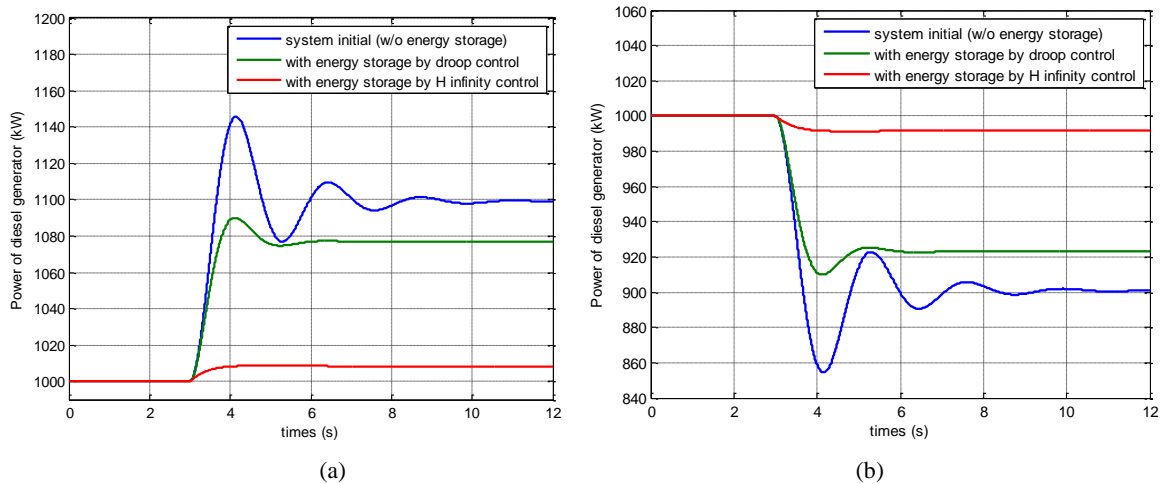 1200
1180
1160
1140
1120
1100
1080
1060
1040
1020
1000
Power of diesel generator (kW)
system initial (w/o energy storage)
with energy storage by droop control
with energy storage by H infinity control
0 2 4 6 8 10 12
times (s)
(a)
1060
1040
1020
1000
980
960
940
920
900
880
860
840
Power of diesel generator (kW)
system initial (w/o energy storage)
with energy storage by droop control
with energy storage by H infinity control
0 2 4 6 8 10 12
times (s)
(b)